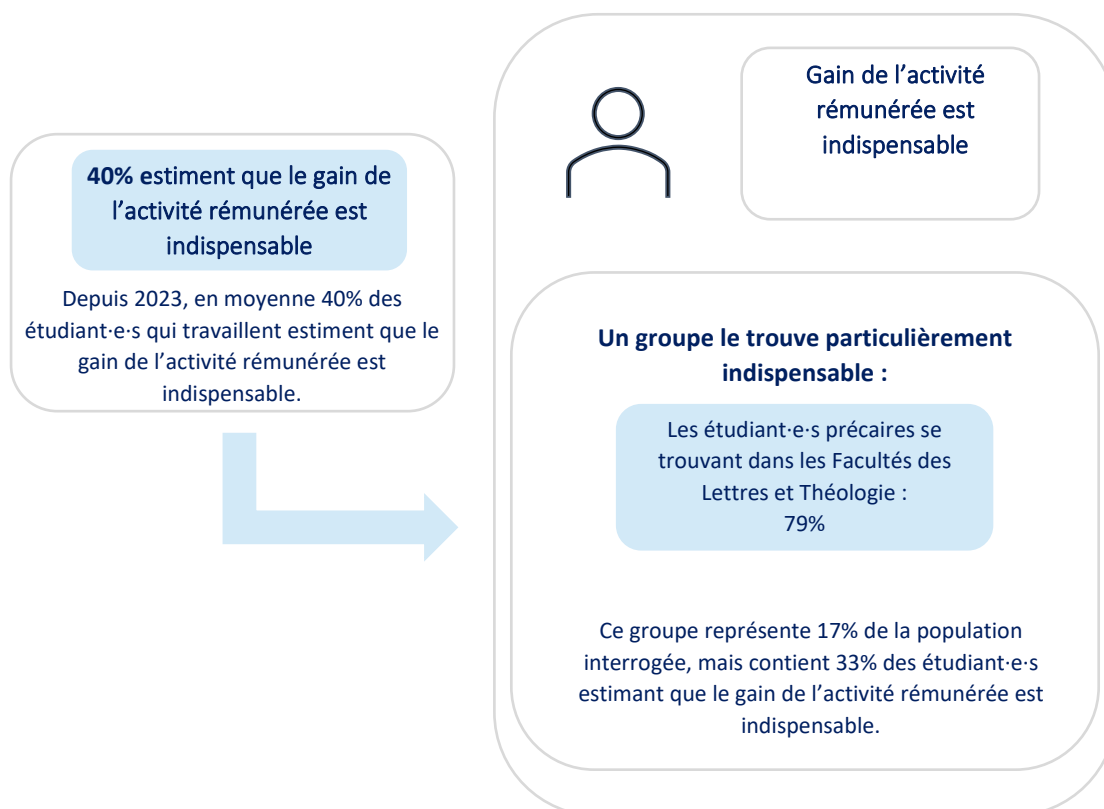 40% estiment que le gain de
l’activité rémunérée est
indispensable
Depuis 2023, en moyenne 40% des
étudiant·e·s qui travaillent estiment que le
gain de l’activité rémunérée est
indispensable.
Gain de l’activité
rémunérée est
indispensable
Un groupe le trouve particulièrement
indispensable :
Les étudiant·e·s précaires se
trouvant dans les Facultés des
Lettres et Théologie :
79%
Ce groupe représente 17% de la population
interrogée, mais contient 33% des étudiant·e·s
estimant que le gain de l’activité rémunérée est
indispensable.